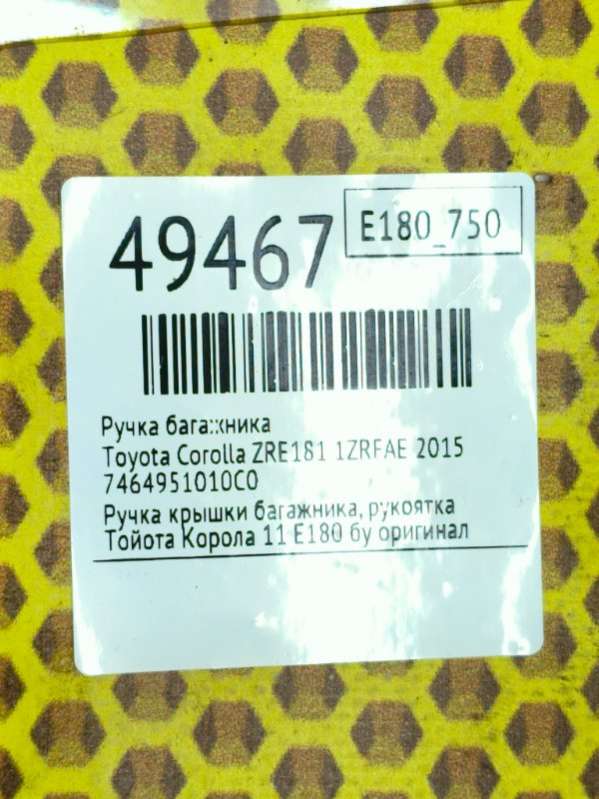 49467
E180_750
Ручка багажника
Toyota Corolla ZRE181 1ZRFAE 2015
7464951010C0
Ручка крышки багажника, рукоятка
Тойота Корола 11 Е180 бу оригинал